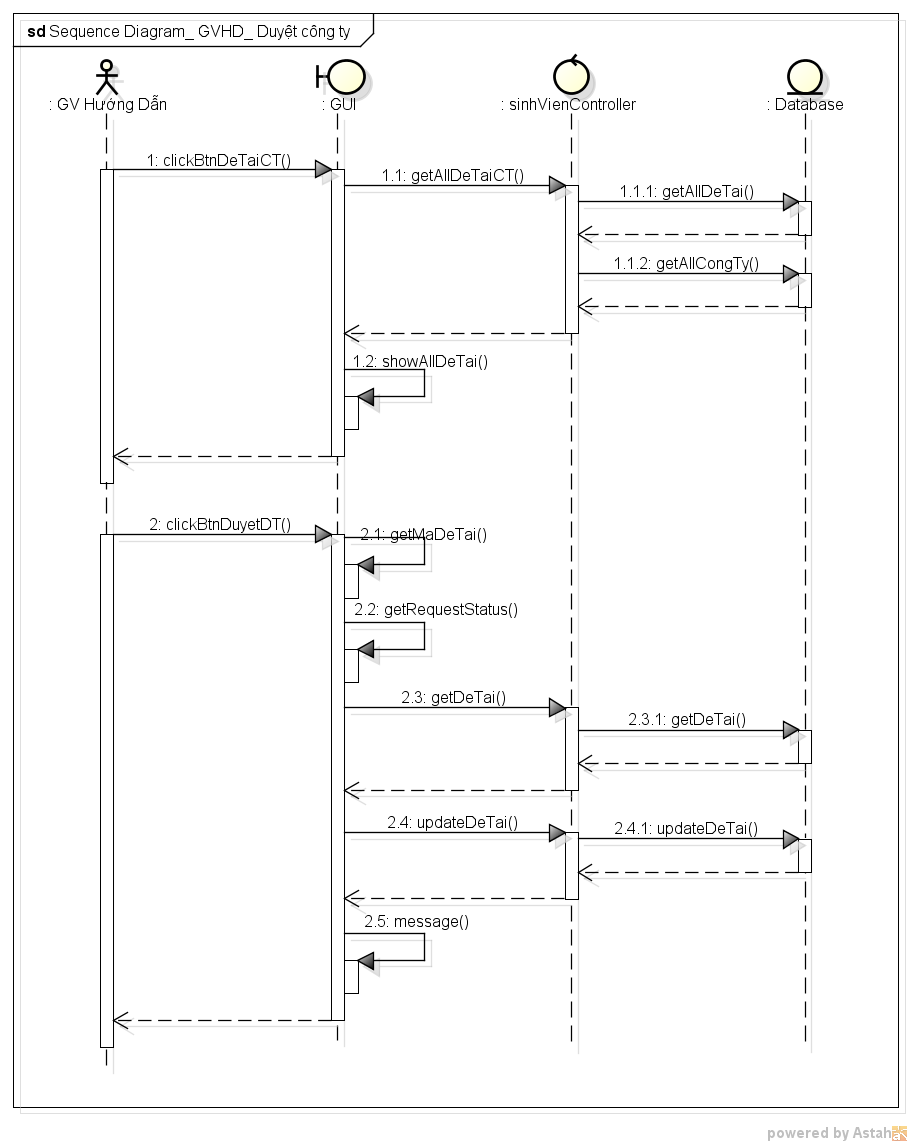 sd Sequence Diagram_ GVHD_ Duyệt công ty
: GV Hướng Dẫn
: GUI
: sinhVienController
: Database
1: clickBtnDeTaiCT()
1.1: getAllDeTaiCT()
1.1.1: getAllDeTai()
1.1.2: getAllCongTy()
1.2: showAllDeTai()
2: clickBtnDuyetDT()
2.1: getMaDeTai()
2.2: getRequestStatus()
2.3: getDeTai()
2.3.1: getDeTai()
2.4: updateDeTai()
2.4.1: updateDeTai()
2.5: message()
powered by Astah